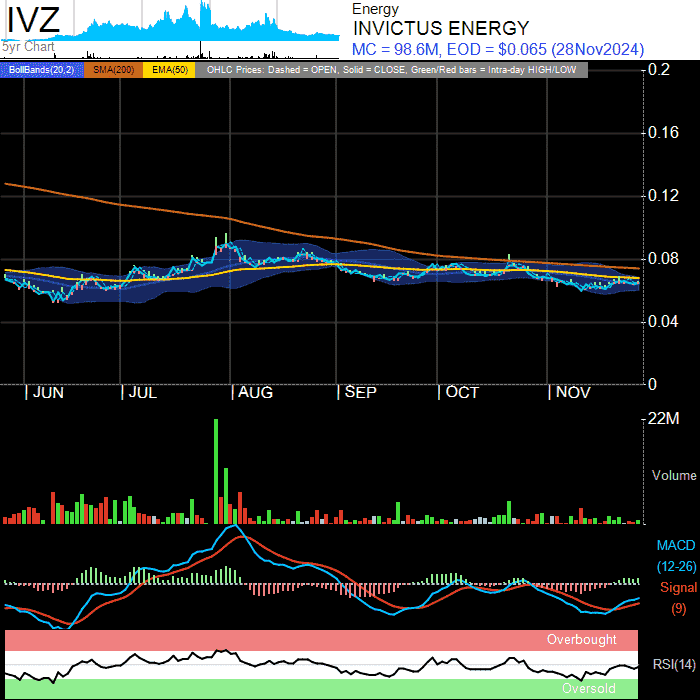 IVZ
5yr Chart
Energy
INVICTUS ENERGY
MC = 98.6M, EOD = $0.065 (28Nov2024)
BollBands(20,2) SMA(200) EMA(50) OHLC Prices: Dashed = OPEN, Solid = CLOSE, Green/Red bars = Intra-day HIGH/LOW
0.2
0.16
0.12
0.08
0.04
0
JUN JUL AUG SEP OCT NOV
22M
Volume
MACD
(12-26)
Signal
(9)
Overbought
RSI(14)
Oversold